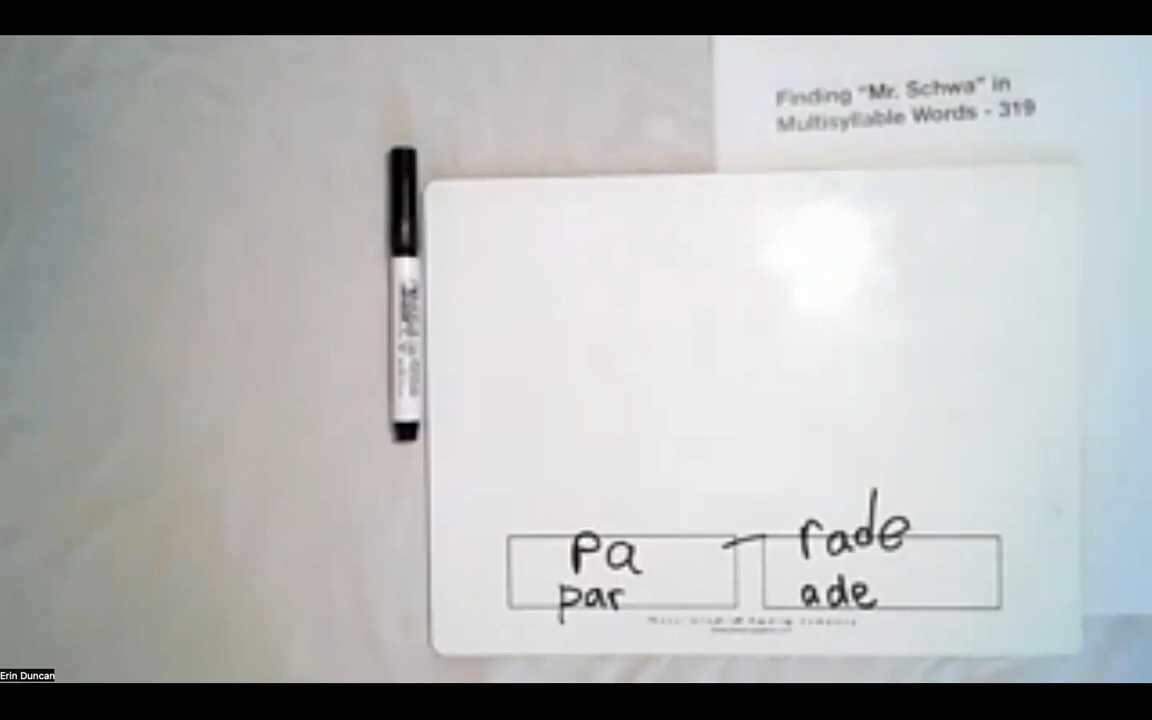 Finding "Mr. Schwa" in
Multisyllable Words - 319
pa - rade
par ade
Erin Duncan